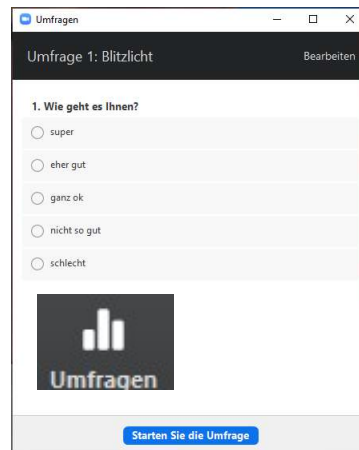 Umfragen
Umfrage 1: Blitzlicht Bearbeiten
1. Wie geht es Ihnen?
super
eher gut
ganz ok
nicht so gut
schlecht
Umfragen
Starten Sie die Umfrage